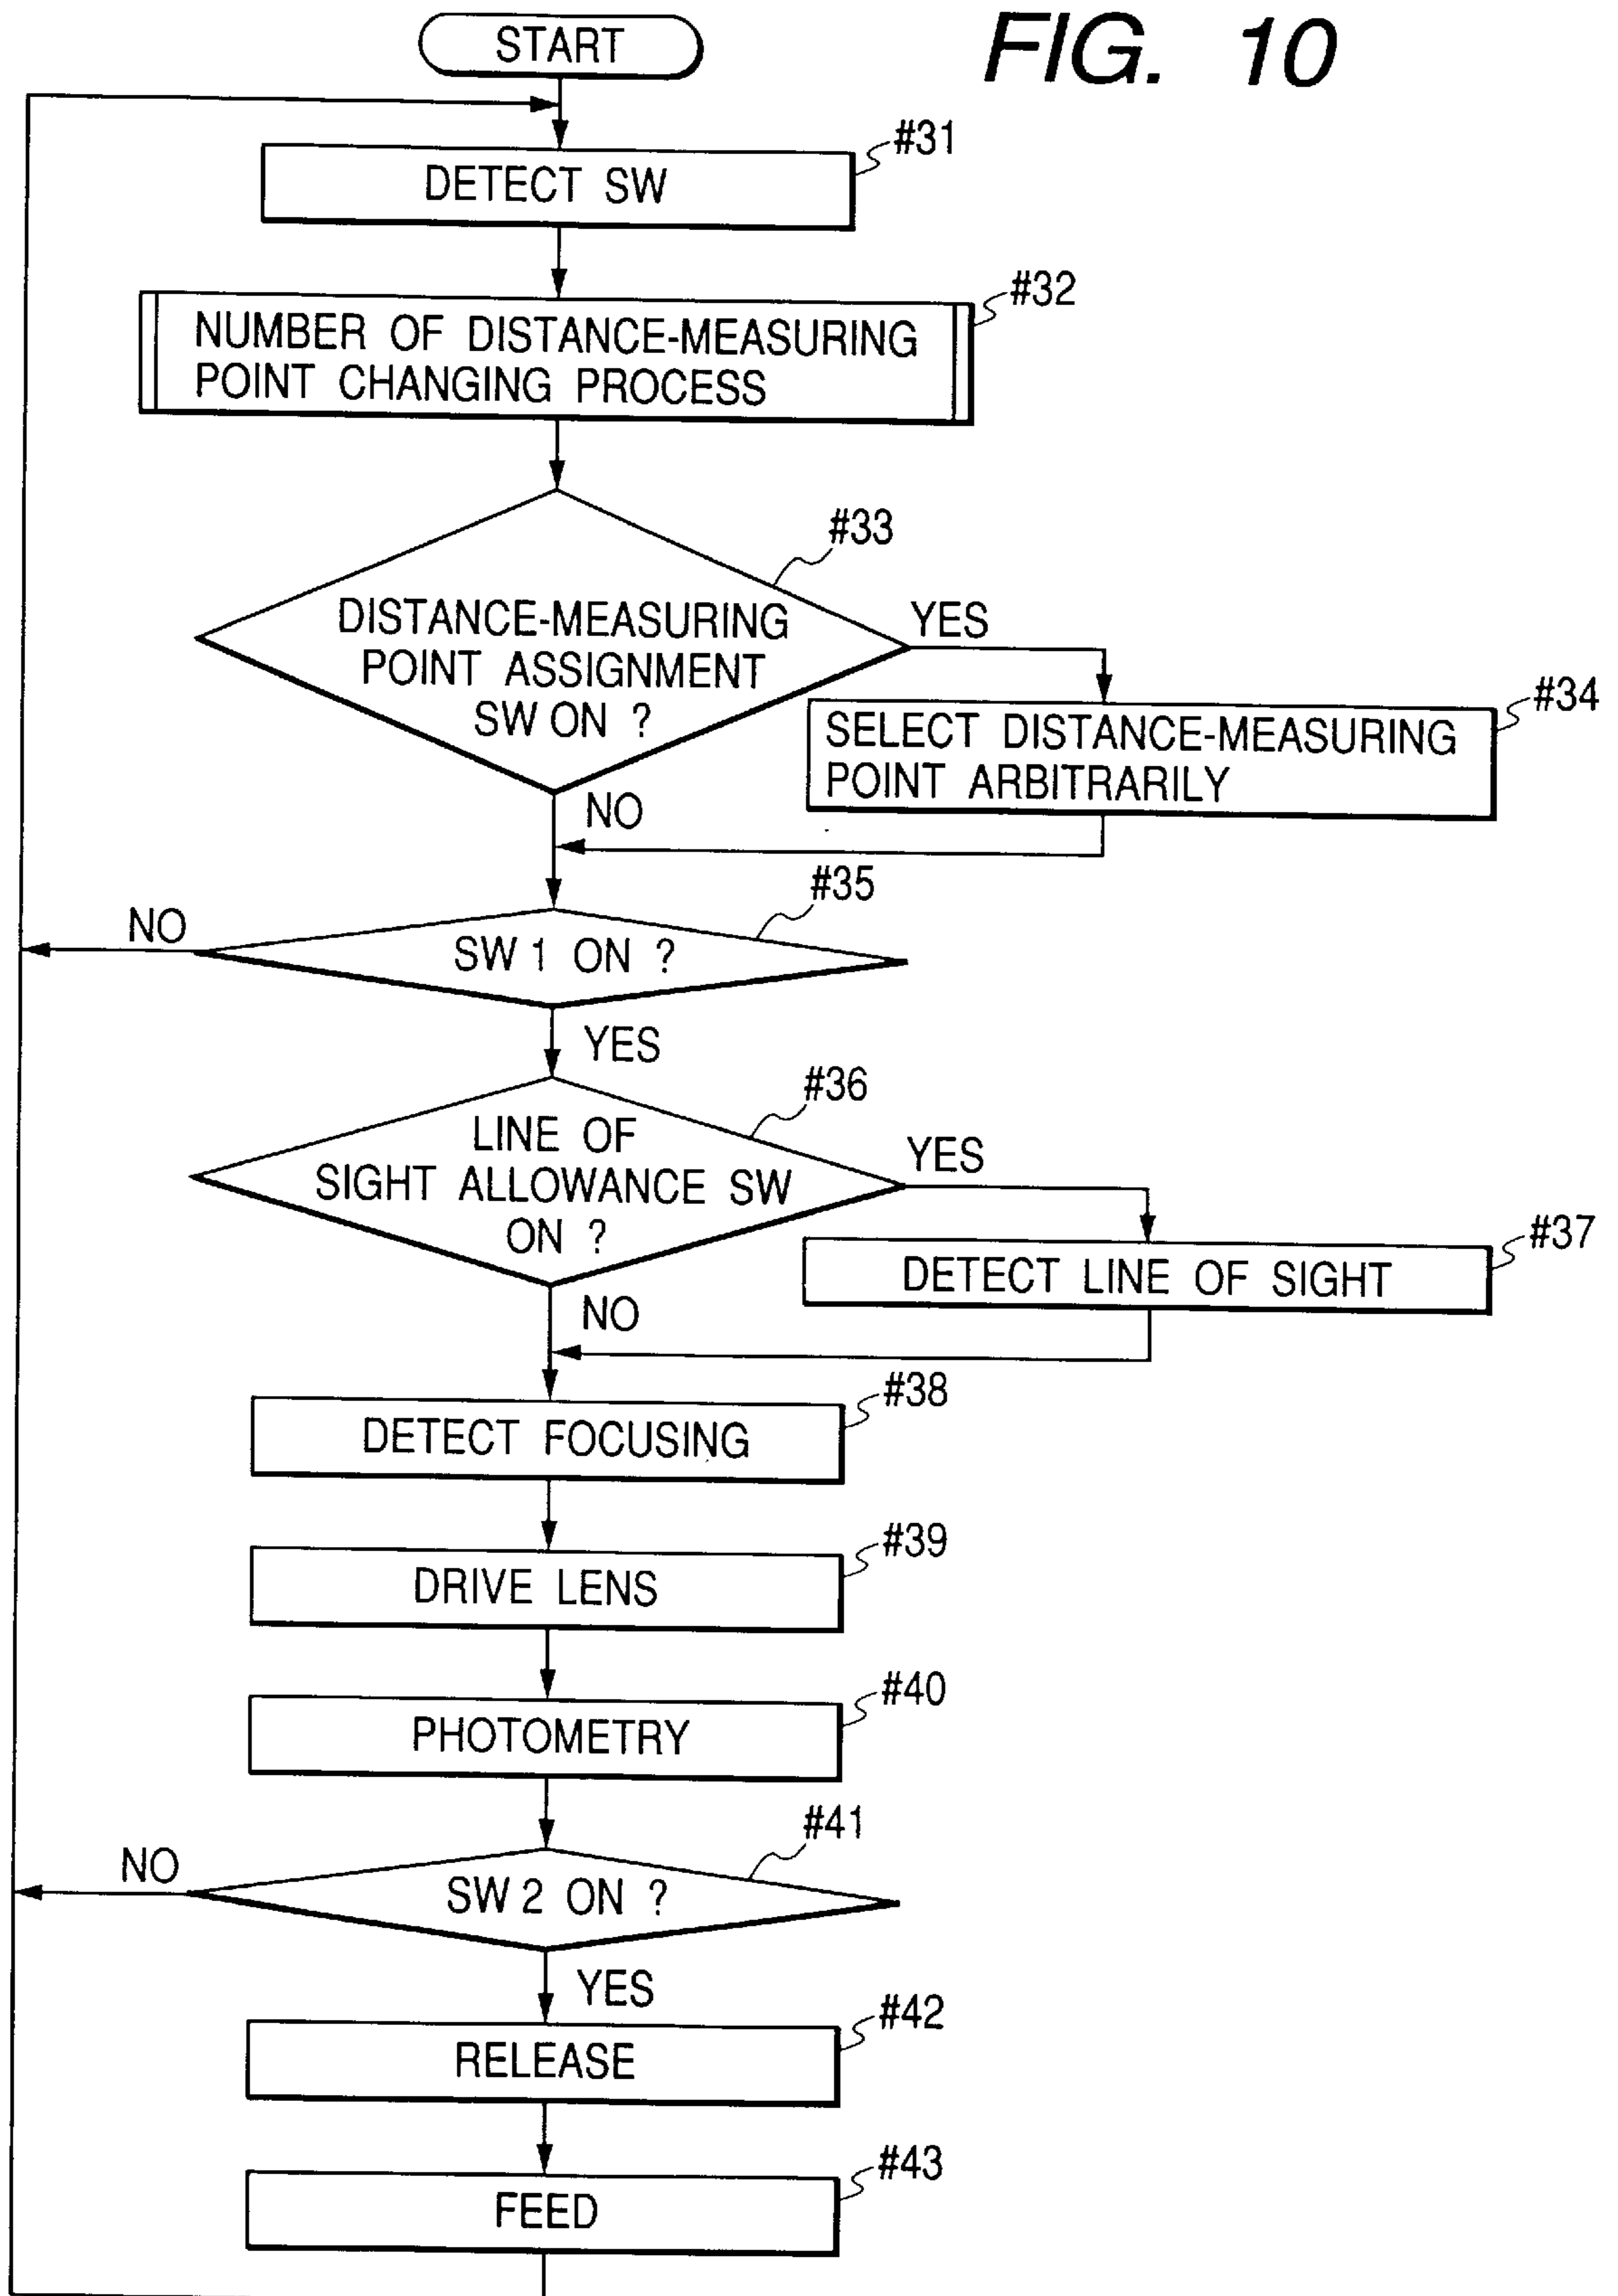 FIG. 10
START
#31
DETECT SW
#32
NUMBER OF DISTANCE-MEASURING
POINT CHANGING PROCESS
#33
DISTANCE-MEASURING
POINT ASSIGNMENT
SW ON ?
YES
#34
SELECT DISTANCE-MEASURING
POINT ARBITRARILY
NO
#35
NO
SW 1 ON ?
YES
#36
LINE OF
SIGHT ALLOWANCE SW
ON ?
YES
#37
DETECT LINE OF SIGHT
NO
#38
DETECT FOCUSING
#39
DRIVE LENS
#40
PHOTOMETRY
#41
NO
SW 2 ON ?
YES
#42
RELEASE
#43
FEED